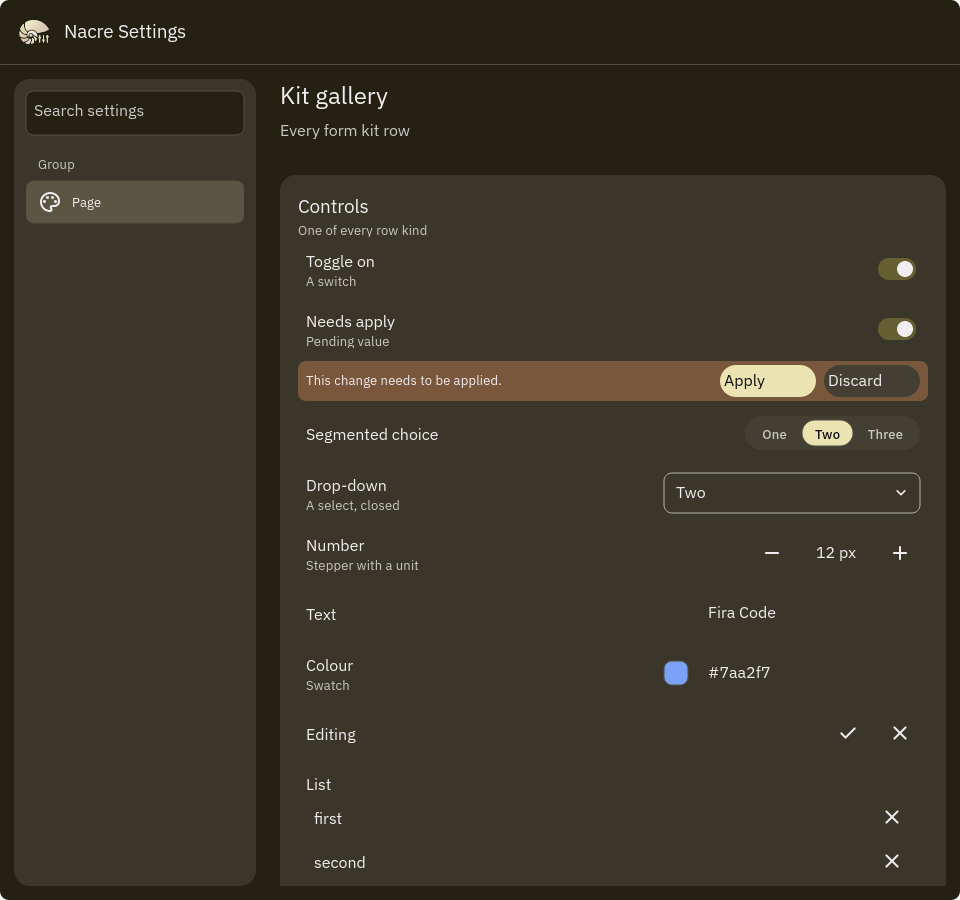 Nacre Settings
Search settings
Group
Page
Kit gallery
Every form kit row
Controls
One of every row kind
Toggle on
A switch
Needs apply
Pending value
This change needs to be applied.
Apply
Discard
Segmented choice
One
Two
Three
Drop-down
A select, closed
Two
Number
Stepper with a unit
12 px
Text
Fira Code
Colour
Swatch
#7aa2f7
Editing
List
first
second